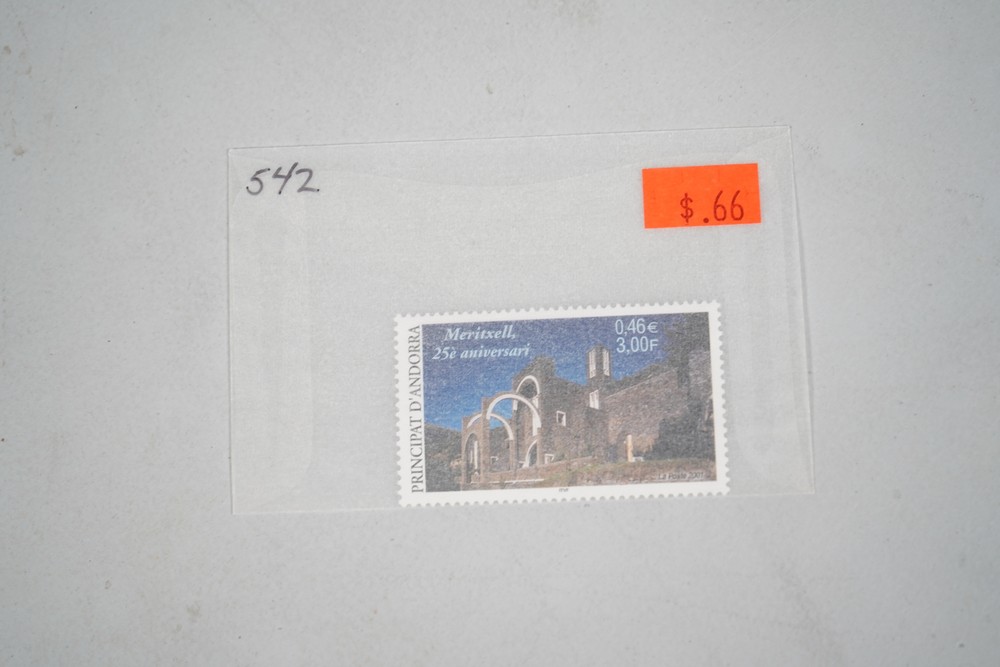 542
$.66
PRINCIPAT D'ANDORRA
Meritxell,
25è aniversari
0,46€
3,00F